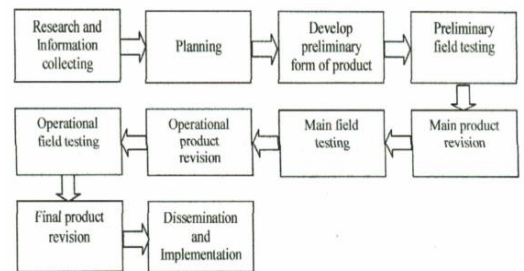 Research and
Information
collecting
Planning
Develop
preliminary
form of product
Preliminary
field testing
Main product
revision
Main field
testing
Operational
product
revision
Operational
field testing
Final product
revision
Dissemination
and
Implementation